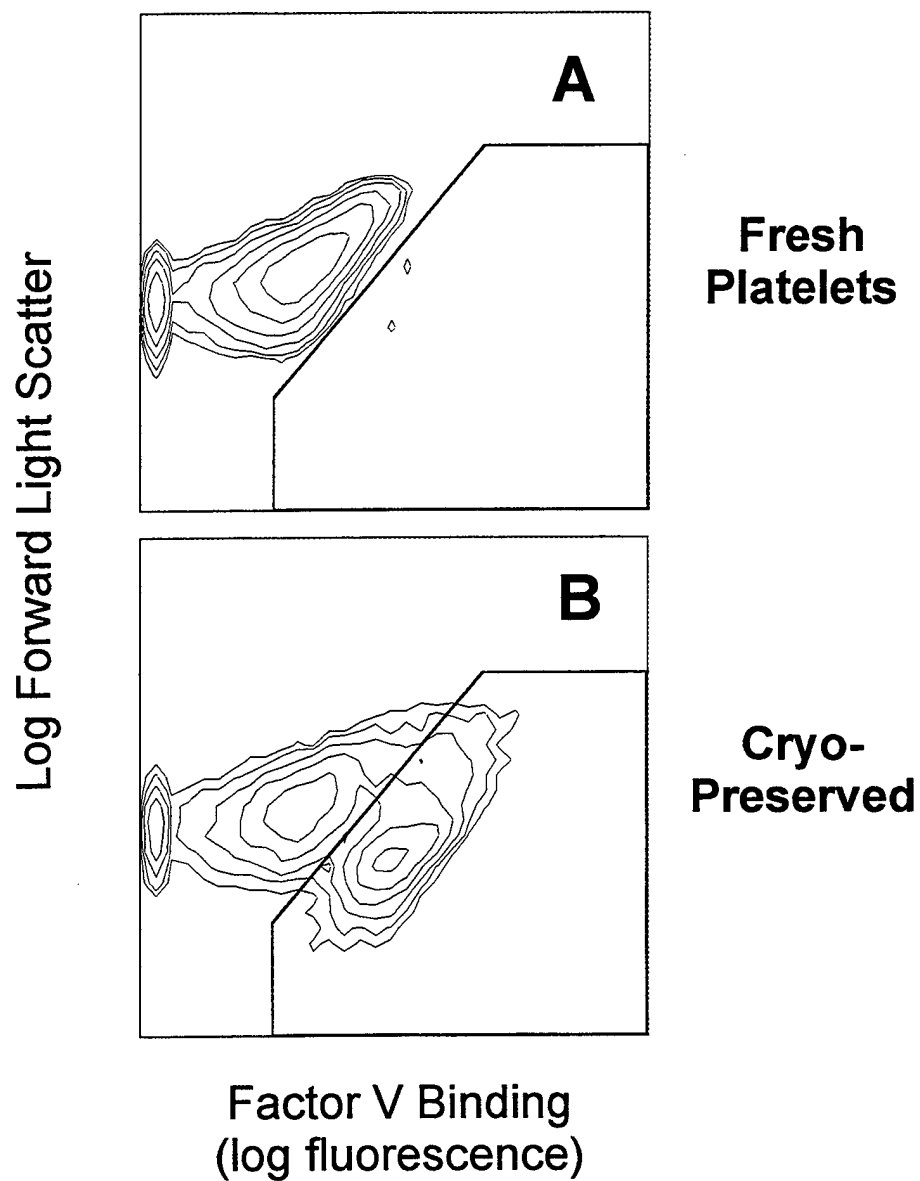 A
Fresh
Platelets
Log Forward Light Scatter
B
Cryo-
Preserved
Factor V Binding
(log fluorescence)